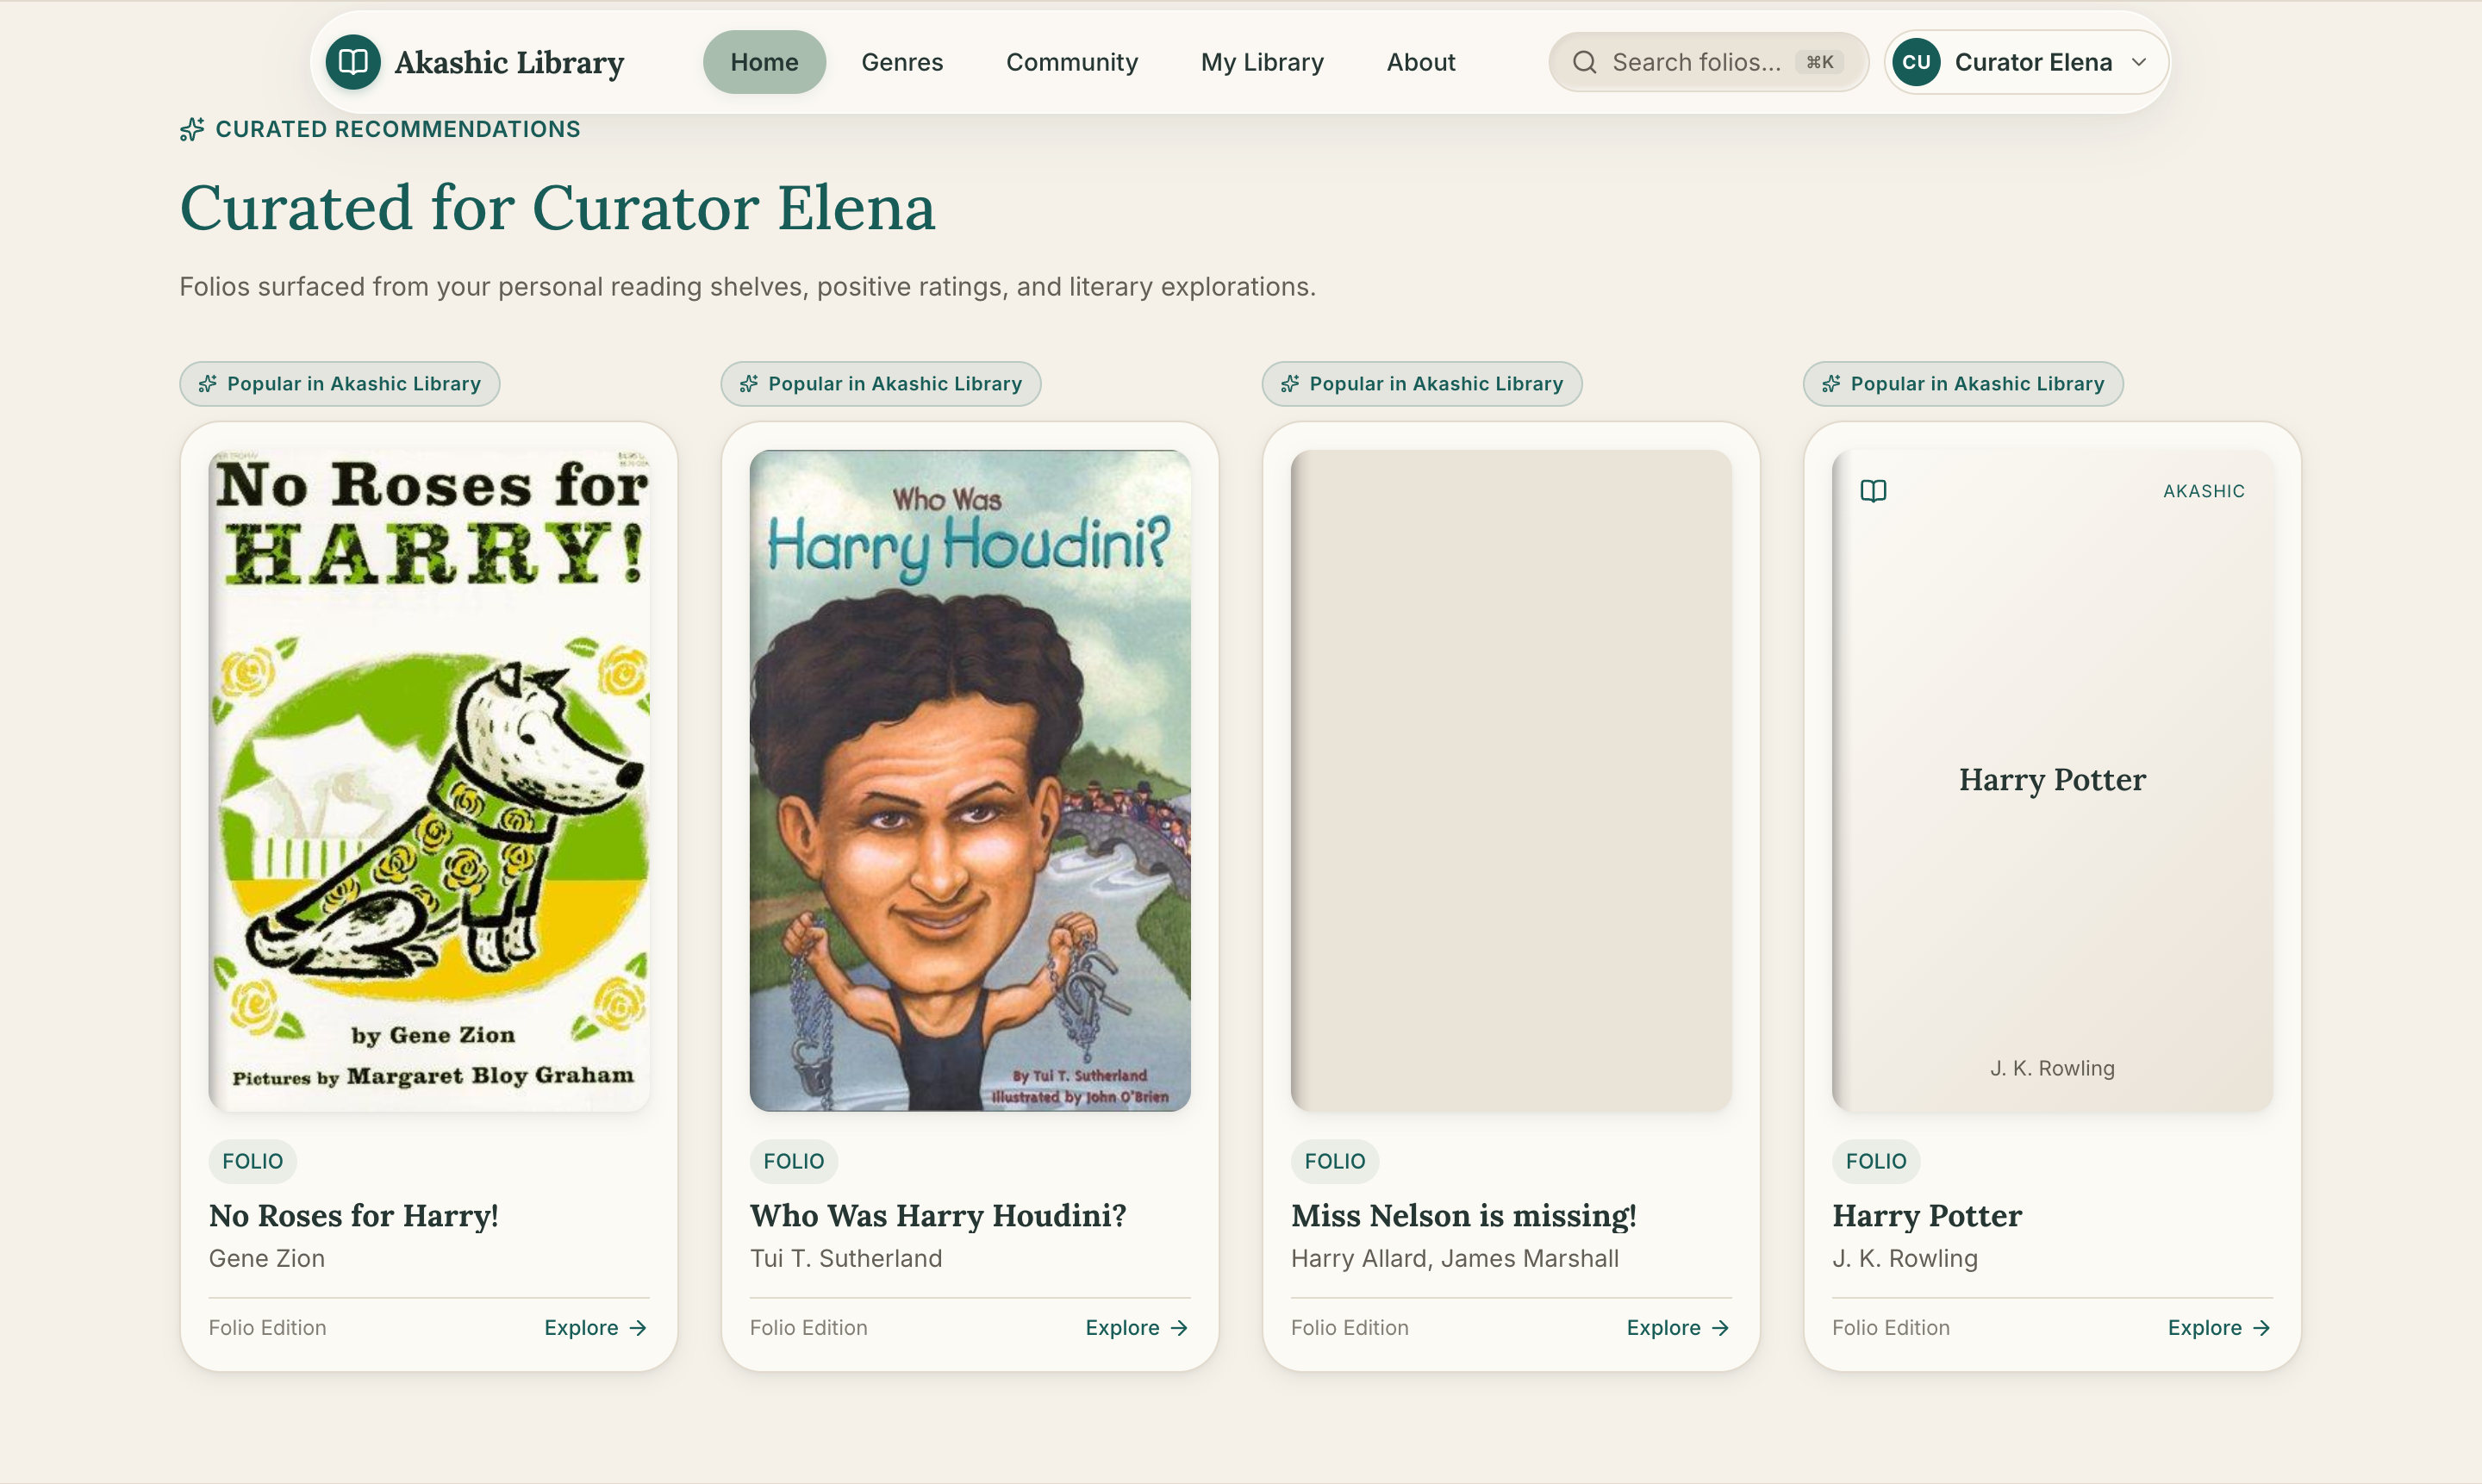 Akashic Library
Home
Genres
Community
My Library
About
Search folios...
⌘K
CU
Curator Elena
CURATED RECOMMENDATIONS
Curated for Curator Elena
Folios surfaced from your personal reading shelves, positive ratings, and literary explorations.
Popular in Akashic Library
Popular in Akashic Library
Popular in Akashic Library
Popular in Akashic Library
No Roses for
HARRY!
by Gene Zion
Pictures by Margaret Bloy Graham
Who Was
Harry Houdini?
By Tui T. Sutherland
Illustrated by John O'Brien
AKASHIC
Harry Potter
J. K. Rowling
FOLIO
No Roses for Harry!
Gene Zion
Folio Edition
Explore
FOLIO
Who Was Harry Houdini?
Tui T. Sutherland
Folio Edition
Explore
FOLIO
Miss Nelson is missing!
Harry Allard, James Marshall
Folio Edition
Explore
FOLIO
Harry Potter
J. K. Rowling
Folio Edition
Explore